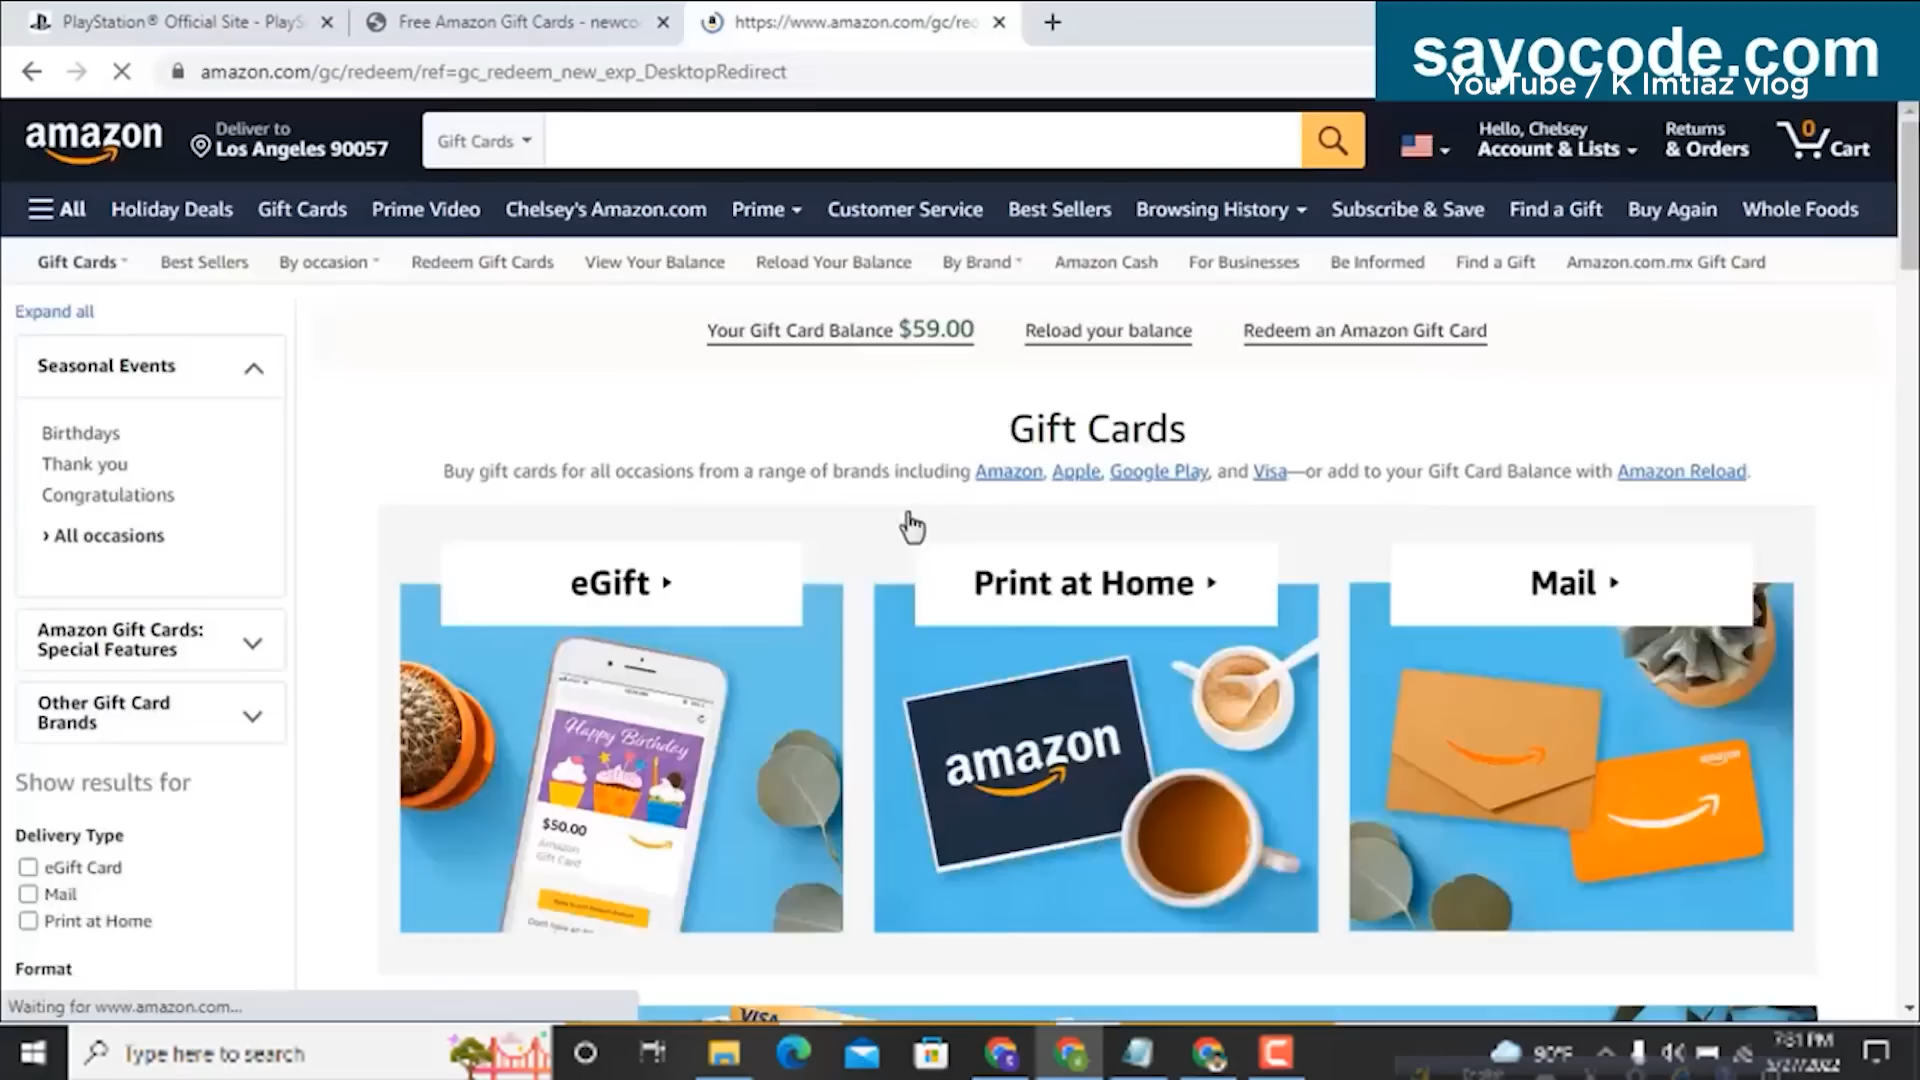 PlayStation® Official Site - PlayS
Free Amazon Gift Cards - newco
https://www.amazon.com/gc/red
sayocode.com
YouTube / K Imtiaz vlog
amazon.com/gc/redeem/ref=gc_redeem_new_exp_DesktopRedirect
amazon
Deliver to
Los Angeles 90057
Gift Cards
Hello, Chelsey
Account & Lists
Returns
& Orders
0
Cart
All
Holiday Deals
Gift Cards
Prime Video
Chelsey's Amazon.com
Prime
Customer Service
Best Sellers
Browsing History
Subscribe & Save
Find a Gift
Buy Again
Whole Foods
Gift Cards
Best Sellers
By occasion
Redeem Gift Cards
View Your Balance
Reload Your Balance
By Brand
Amazon Cash
For Businesses
Be Informed
Find a Gift
Amazon.com.mx Gift Card
Expand all
Your Gift Card Balance $59.00
Reload your balance
Redeem an Amazon Gift Card
Seasonal Events
Birthdays
Thank you
Congratulations
› All occasions
Amazon Gift Cards:
Special Features
Other Gift Card
Brands
Show results for
Delivery Type
eGift Card
Mail
Print at Home
Format
Gift Cards
Buy gift cards for all occasions from a range of brands including Amazon, Apple, Google Play, and Visa—or add to your Gift Card Balance with Amazon Reload.
eGift
Print at Home
Mail
Happy Birthday
$50.00
Amazon
Gift Card
amazon
VISA
Waiting for www.amazon.com...
Type here to search
90°F
7:31 PM
5/27/2022